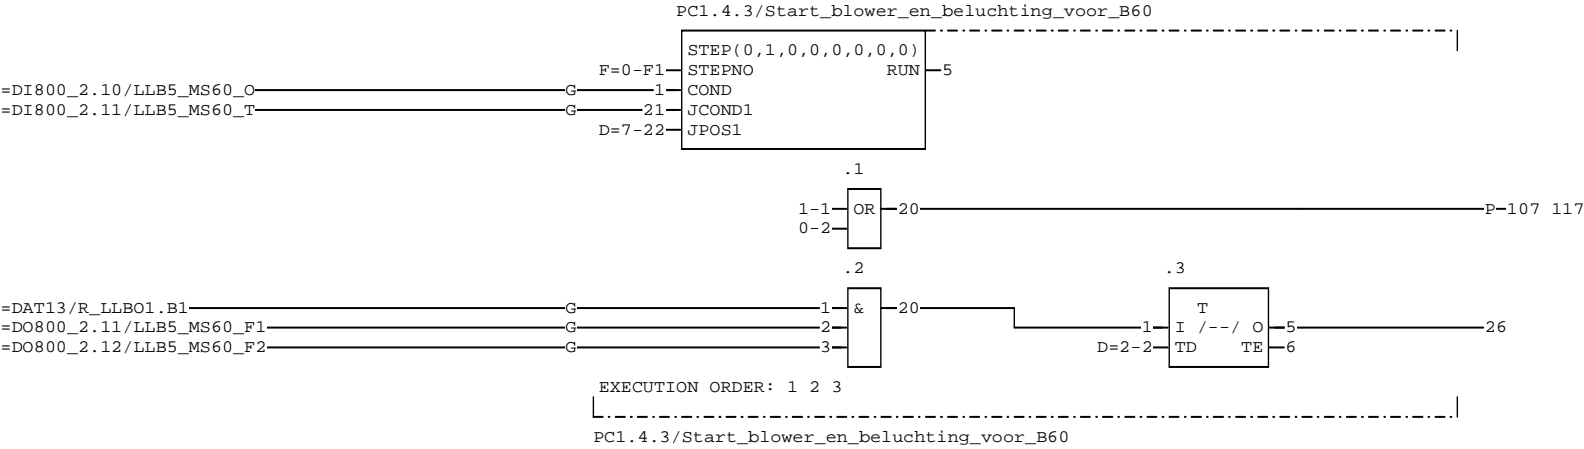 PC1.4.3/Start_blower_en_beluchting_voor_B60
STEP(0,1,0,0,0,0,0,0)
F=0-F1 STEPNO RUN 5
=DI800_2.10/LLB5_MS60_O G 1 COND
=DI800_2.11/LLB5_MS60_T G 21 JCOND1
D=7-22 JPOS1
.1
1-1 OR 20 P 107 117
0-2
.2 .3
=DAT13/R_LLBO1.B1 G 1 & 20 T
=DO800_2.11/LLB5_MS60_F1 G 2 1 I /--/ O 5 26
=DO800_2.12/LLB5_MS60_F2 G 3 D=2-2 TD TE 6
EXECUTION ORDER: 1 2 3
PC1.4.3/Start_blower_en_beluchting_voor_B60